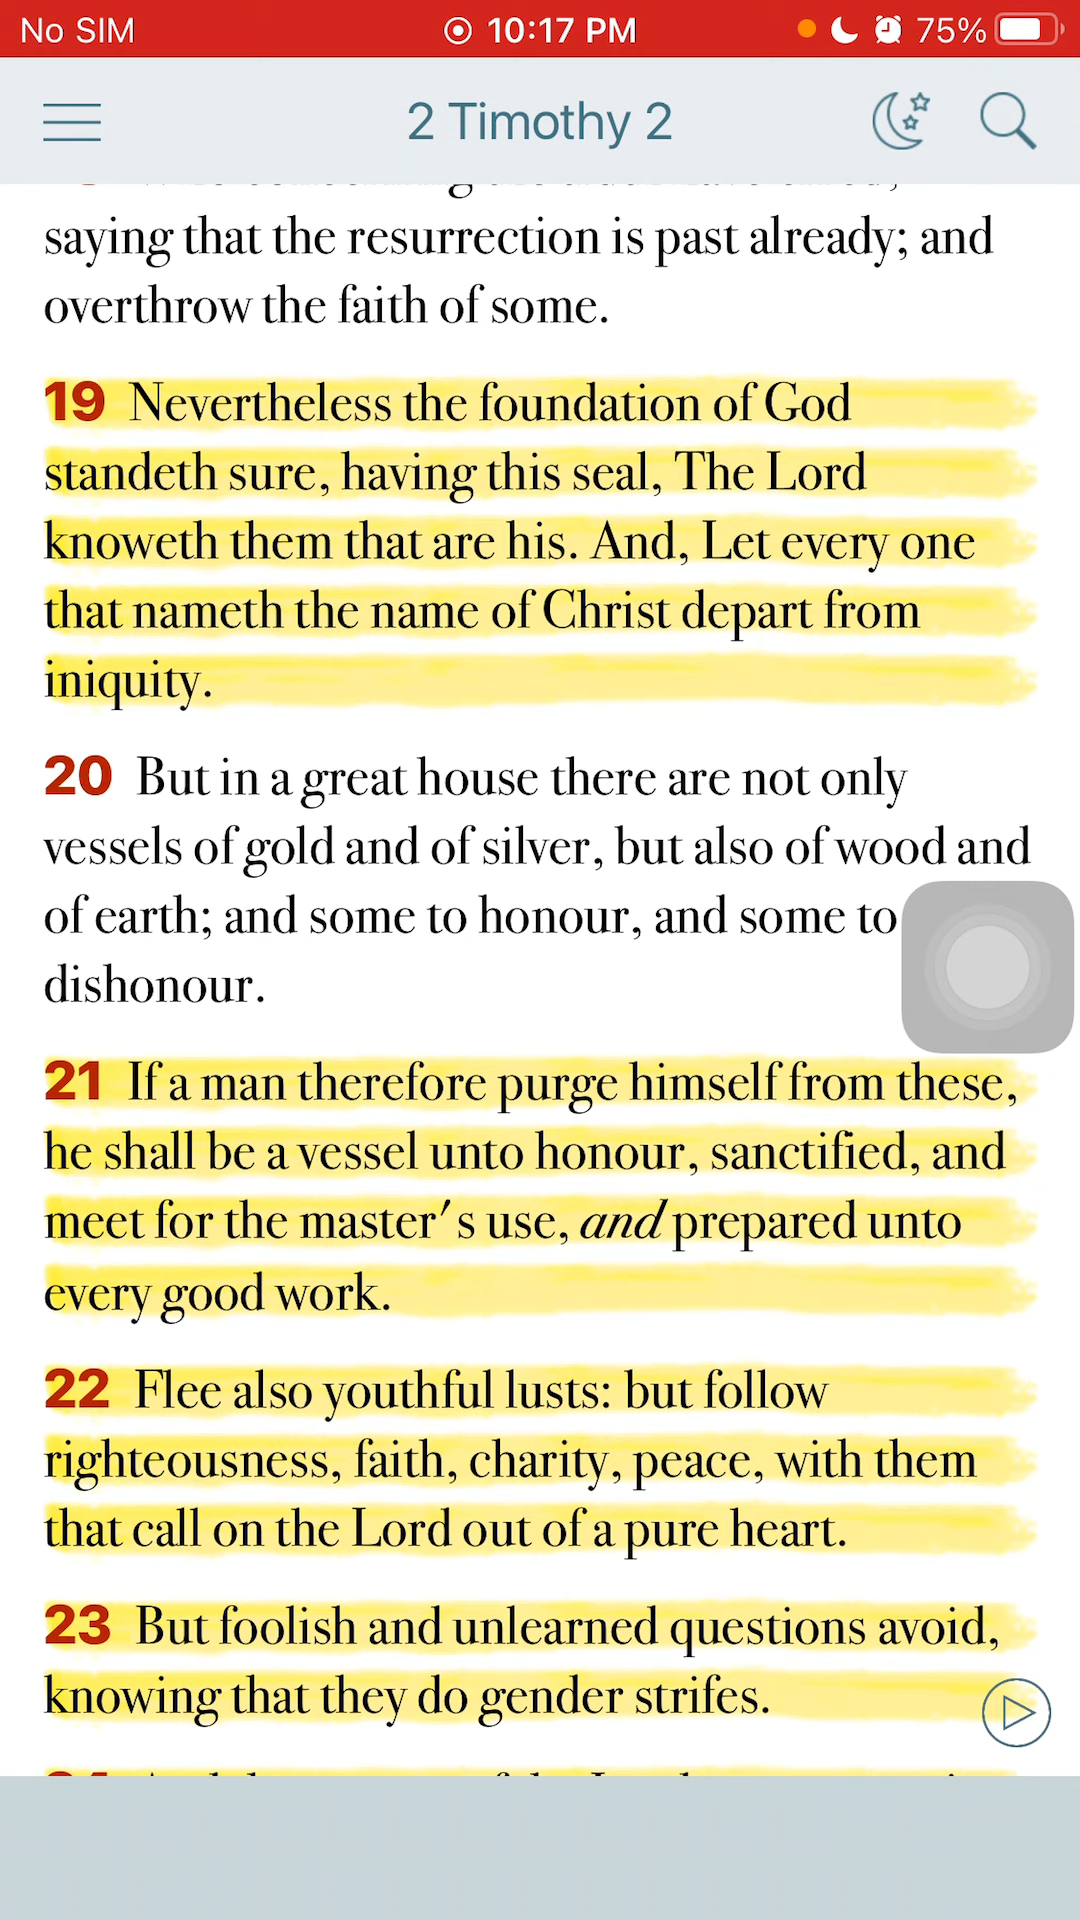 No SIM
10:17 PM
75%
2 Timothy 2
saying that the resurrection is past already; and
overthrow the faith of some.
19 Nevertheless the foundation of God
standeth sure, having this seal, The Lord
knoweth them that are his. And, Let every one
that nameth the name of Christ depart from
iniquity.
20 But in a great house there are not only
vessels of gold and of silver, but also of wood and
of earth; and some to honour, and some to
dishonour.
21 If a man therefore purge himself from these,
he shall be a vessel unto honour, sanctified, and
meet for the master′s use, and prepared unto
every good work.
22 Flee also youthful lusts: but follow
righteousness, faith, charity, peace, with them
that call on the Lord out of a pure heart.
23 But foolish and unlearned questions avoid,
knowing that they do gender strifes.